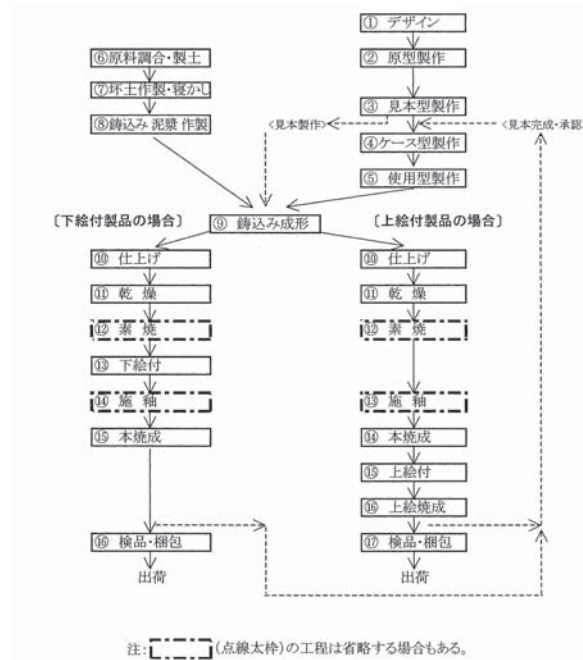 ① デザイン
② 原型製作
③ 見本型製作
<見本製作>
<見本完成・承認
④ケース型製作
⑤ 使用型製作
⑥原料調合・製土
⑦坏土作製・寝かし
⑧鋳込み 泥漿 作製
⑨ 鋳込み成形
〔下絵付製品の場合〕
⑩ 仕上げ
⑪ 乾 燥
⑫ 素 焼
⑬ 下絵付
⑭ 施 釉
⑮ 本焼成
⑯ 検品・梱包
出荷
〔上絵付製品の場合〕
⑩ 仕上げ
⑪ 乾 燥
⑫ 素 焼
⑬ 施 釉
⑭ 本焼成
⑮ 上絵付
⑯ 上絵焼成
⑰ 検品・梱包
出荷
注: (点線太枠)の工程は省略する場合もある。